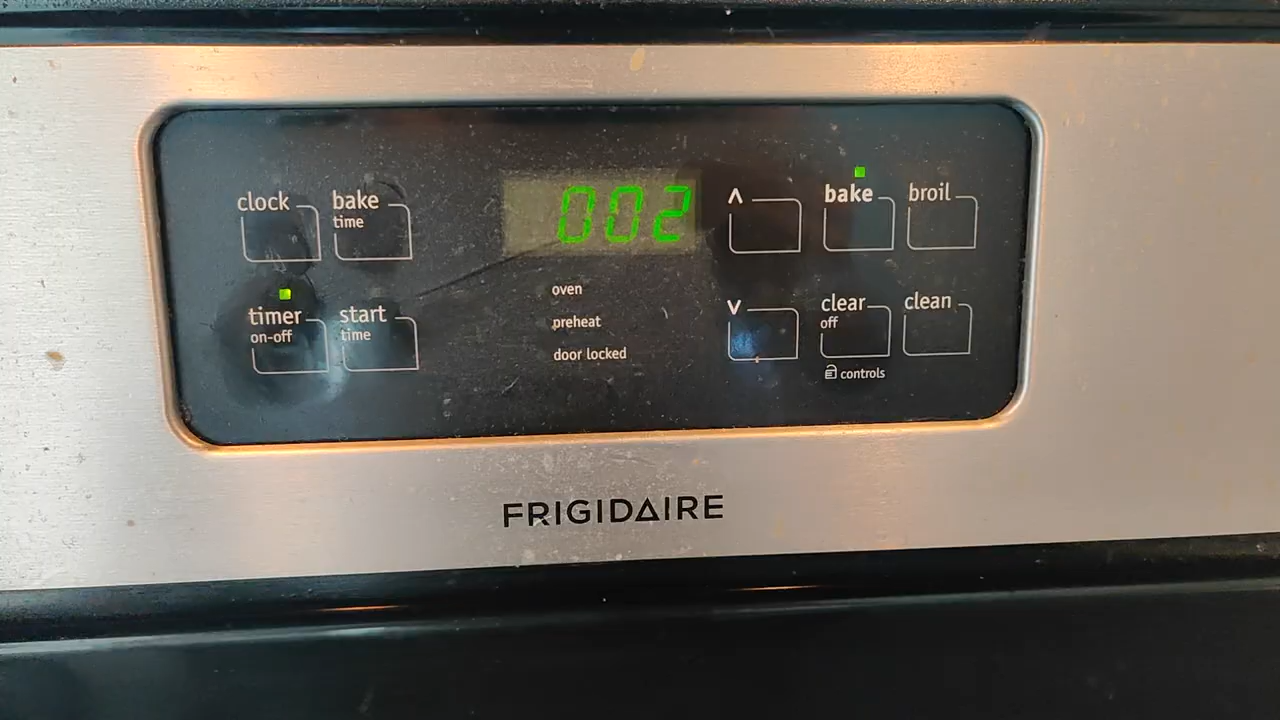 clock
bake
time
002
ʌ
bake
broil
timer
on-off
start
time
oven
preheat
door locked
v
clear
off
clean
controls
FRIGIDAIRE